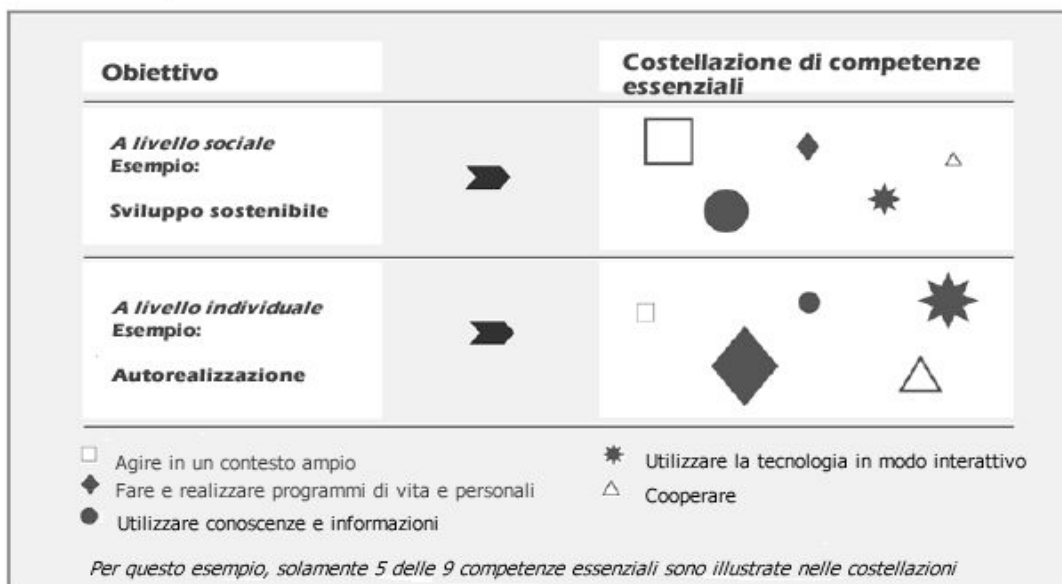 Obiettivo
Costellazione di competenze
essenziali
A livello sociale
Esempio:
Sviluppo sostenibile
A livello individuale
Esempio:
Autorealizzazione
Agire in un contesto ampio
Fare e realizzare programmi di vita e personali
Utilizzare conoscenze e informazioni
Utilizzare la tecnologia in modo interattivo
Cooperare
Per questo esempio, solamente 5 delle 9 competenze essenziali sono illustrate nelle costellazioni